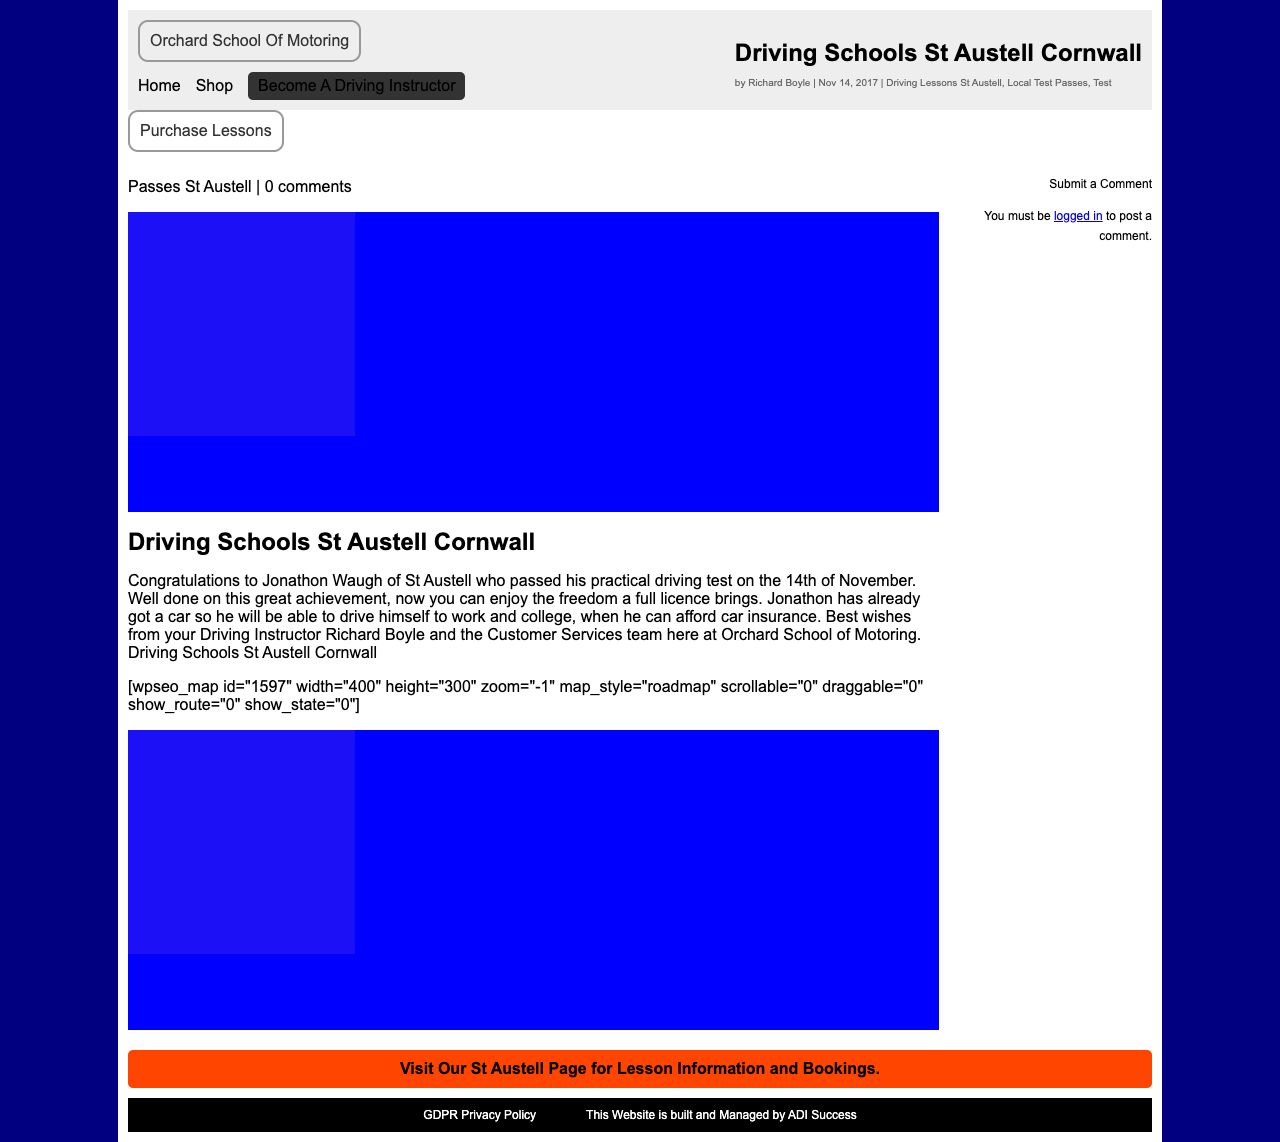 Orchard School Of Motoring
Home Shop Become A Driving Instructor
Driving Schools St Austell Cornwall
by Richard Boyle | Nov 14, 2017 | Driving Lessons St Austell, Local Test Passes, Test
Purchase Lessons
Passes St Austell | 0 comments
Submit a Comment
You must be logged in to post a
comment.
Driving Schools St Austell Cornwall
Congratulations to Jonathon Waugh of St Austell who passed his practical driving test on the 14th of November.
Well done on this great achievement, now you can enjoy the freedom a full licence brings. Jonathon has already
got a car so he will be able to drive himself to work and college, when he can afford car insurance. Best wishes
from your Driving Instructor Richard Boyle and the Customer Services team here at Orchard School of Motoring.
Driving Schools St Austell Cornwall
[wpseo_map id="1597" width="400" height="300" zoom="-1" map_style="roadmap" scrollable="0" draggable="0"
show_route="0" show_state="0"]
Visit Our St Austell Page for Lesson Information and Bookings.
GDPR Privacy Policy This Website is built and Managed by ADI Success